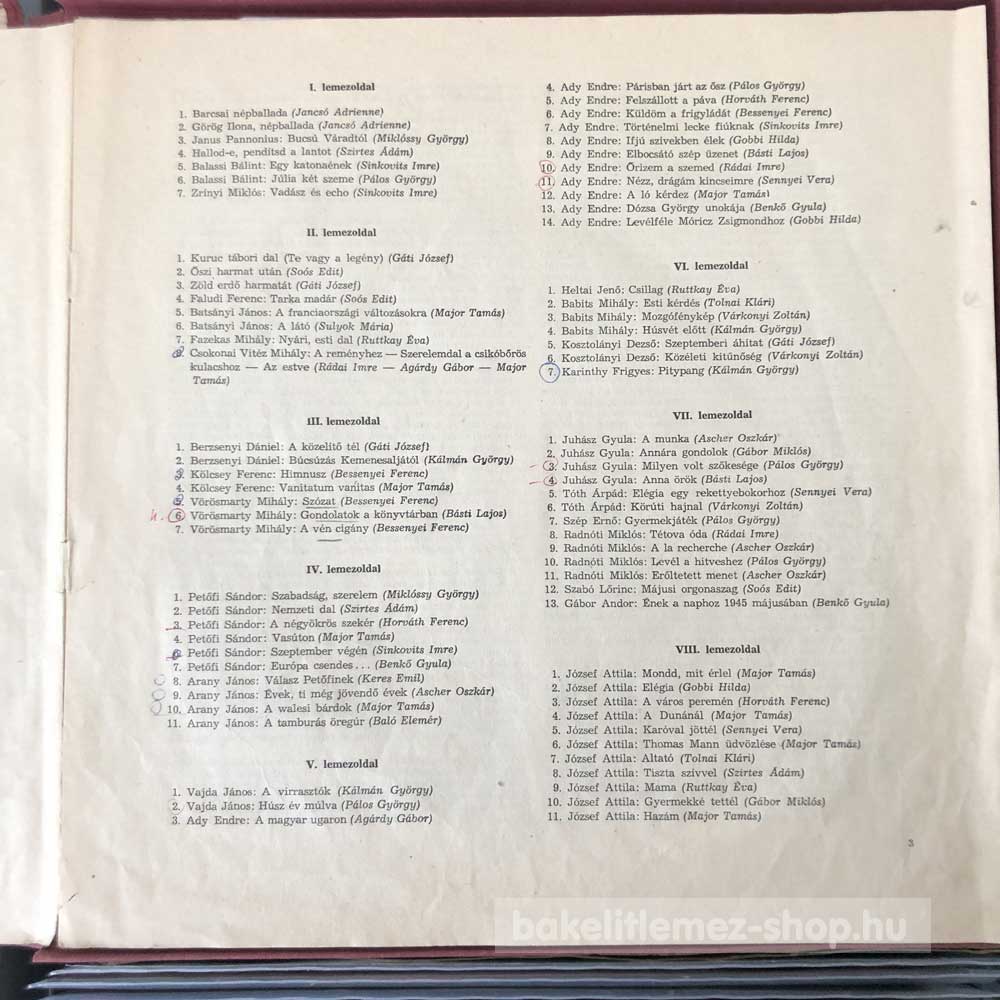 I. lemezoldal
1. Barcsai népballada (Jancsó Adrienne)
2. Görög Ilona, népballada (Jancsó Adrienne)
3. Janus Pannonius: Bucsú Váradtól (Miklóssy György)
4. Hallod-e, pendítsd a lantot (Szirtes Ádám)
5. Balassi Bálint: Egy katonaének (Sinkovits Imre)
6. Balassi Bálint: Júlia két szeme (Pálos György)
7. Zrínyi Miklós: Vadász és echo (Sinkovits Imre)
II. lemezoldal
1. Kuruc tábori dal (Te vagy a legény) (Gáti József)
2. Őszi harmat után (Soós Edit)
3. Zöld erdő harmatát (Gáti József)
4. Faludi Ferenc: Tarka madár (Soós Edit)
5. Batsányi János: A franciaországi változásokra (Major Tamás)
6. Batsányi János: A látó (Sulyok Mária)
7. Fazekas Mihály: Nyári, esti dal (Ruttkay Éva)
8. Csokonai Vitéz Mihály: A reményhez — Szerelemdal a csikóbőrös
kulacshoz — Az estve (Rádai Imre — Agárdy Gábor — Major
Tamás)
III. lemezoldal
1. Berzsenyi Dániel: A közelítő tél (Gáti József)
2. Berzsenyi Dániel: Búcsúzás Kemenesaljától (Kálmán György)
3. Kölcsey Ferenc: Himnusz (Bessenyei Ferenc)
4. Kölcsey Ferenc: Vanitatum vanitas (Major Tamás)
5. Vörösmarty Mihály: Szózat (Bessenyei Ferenc)
6. Vörösmarty Mihály: Gondolatok a könyvtárban (Básti Lajos)
7. Vörösmarty Mihály: A vén cigány (Bessenyei Ferenc)
IV. lemezoldal
1. Petőfi Sándor: Szabadság, szerelem (Miklóssy György)
2. Petőfi Sándor: Nemzeti dal (Szirtes Ádám)
3. Petőfi Sándor: A négyökrös szekér (Horváth Ferenc)
4. Petőfi Sándor: Vasúton (Major Tamás)
6. Petőfi Sándor: Szeptember végén (Sinkovits Imre)
7. Petőfi Sándor: Európa csendes... (Benkő Gyula)
8. Arany János: Válasz Petőfinek (Keres Emil)
9. Arany János: Évek, ti még jövendő évek (Ascher Oszkár)
10. Arany János: A walesi bárdok (Major Tamás)
11. Arany János: A tamburás öregúr (Baló Elemér)
V. lemezoldal
1. Vajda János: A virrasztók (Kálmán György)
2. Vajda János: Húsz év múlva (Pálos György)
3. Ady Endre: A magyar ugaron (Agárdy Gábor)
4. Ady Endre: Párisban járt az ősz (Pálos György)
5. Ady Endre: Felszállott a páva (Horváth Ferenc)
6. Ady Endre: Küldöm a frigyládát (Bessenyei Ferenc)
7. Ady Endre. Történelmi lecke fiúknak (Sinkovits Imre)
8. Ady Endre: Ifjú szivekben élek (Gobbi Hilda)
9. Ady Endre: Elbocsátó szép üzenet (Básti Lajos)
10. Ady Endre: Őrizem a szemed (Rádai Imre)
11. Ady Endre: Nézz, drágám kincseimre (Sennyei Vera)
12. Ady Endre: A ló kérdez (Major Tamás)
13. Ady Endre: Dózsa György unokája (Benkő Gyula)
14. Ady Endre: Levélféle Móricz Zsigmondhoz (Gobbi Hilda)
VI. lemezoldal
1. Heltai Jenő: Csillag (Ruttkay Éva)
2. Babits Mihály: Esti kérdés (Tolnai Klári)
3. Babits Mihály: Mozgófénykép (Várkonyi Zoltán)
4. Babits Mihály: Húsvét előtt (Kálmán György)
5. Kosztolányi Dezső: Szeptemberi áhitat (Gáti József)
6. Kosztolányi Dezső: Közéleti kitűnőség (Várkonyi Zoltán)
7. Karinthy Frigyes: Pitypang (Kálmán György)
VII. lemezoldal
1. Juhász Gyula: A munka (Ascher Oszkár)
2. Juhász Gyula: Annára gondolok (Gábor Miklós)
3. Juhász Gyula: Milyen volt szőkesége (Pálos György)
4. Juhász Gyula: Anna örök (Básti Lajos)
5. Tóth Árpád: Elégia egy rekettyebokorhoz (Sennyei Vera)
6. Tóth Árpád: Körúti hajnal (Várkonyi Zoltán)
7. Szép Ernő: Gyermekjáték (Pálos György)
8. Radnóti Miklós: Tétova óda (Rádai Imre)
9. Radnóti Miklós: A la recherche (Ascher Oszkár)
10. Radnóti Miklós: Levél a hitveshez (Pálos György)
11. Radnóti Miklós: Erőltetett menet (Ascher Oszkár)
12. Szabó Lőrinc: Májusi orgonaszag (Soós Edit)
13. Gábor Andor: Ének a naphoz 1945 májusában (Benkő Gyula)
VIII. lemezoldal
1. József Attila: Mondd, mit érlel (Major Tamás)
2. József Attila: Elégia (Gobbi Hilda)
3. József Attila: A város peremén (Horváth Ferenc)
4. József Attila: A Dunánál (Major Tamás)
5. József Attila: Karóval jöttél (Sennyei Vera)
6. József Attila: Thomas Mann üdvözlése (Major Tamás)
7. József Attila: Altató (Tolnai Klári)
8. József Attila: Tiszta szívvel (Szirtes Ádám)
9. József Attila: Mama (Ruttkay Éva)
10. József Attila: Gyermekké tettél (Gábor Miklós)
11. József Attila: Hazám (Major Tamás)
3
bakelitlemez-shop.hu